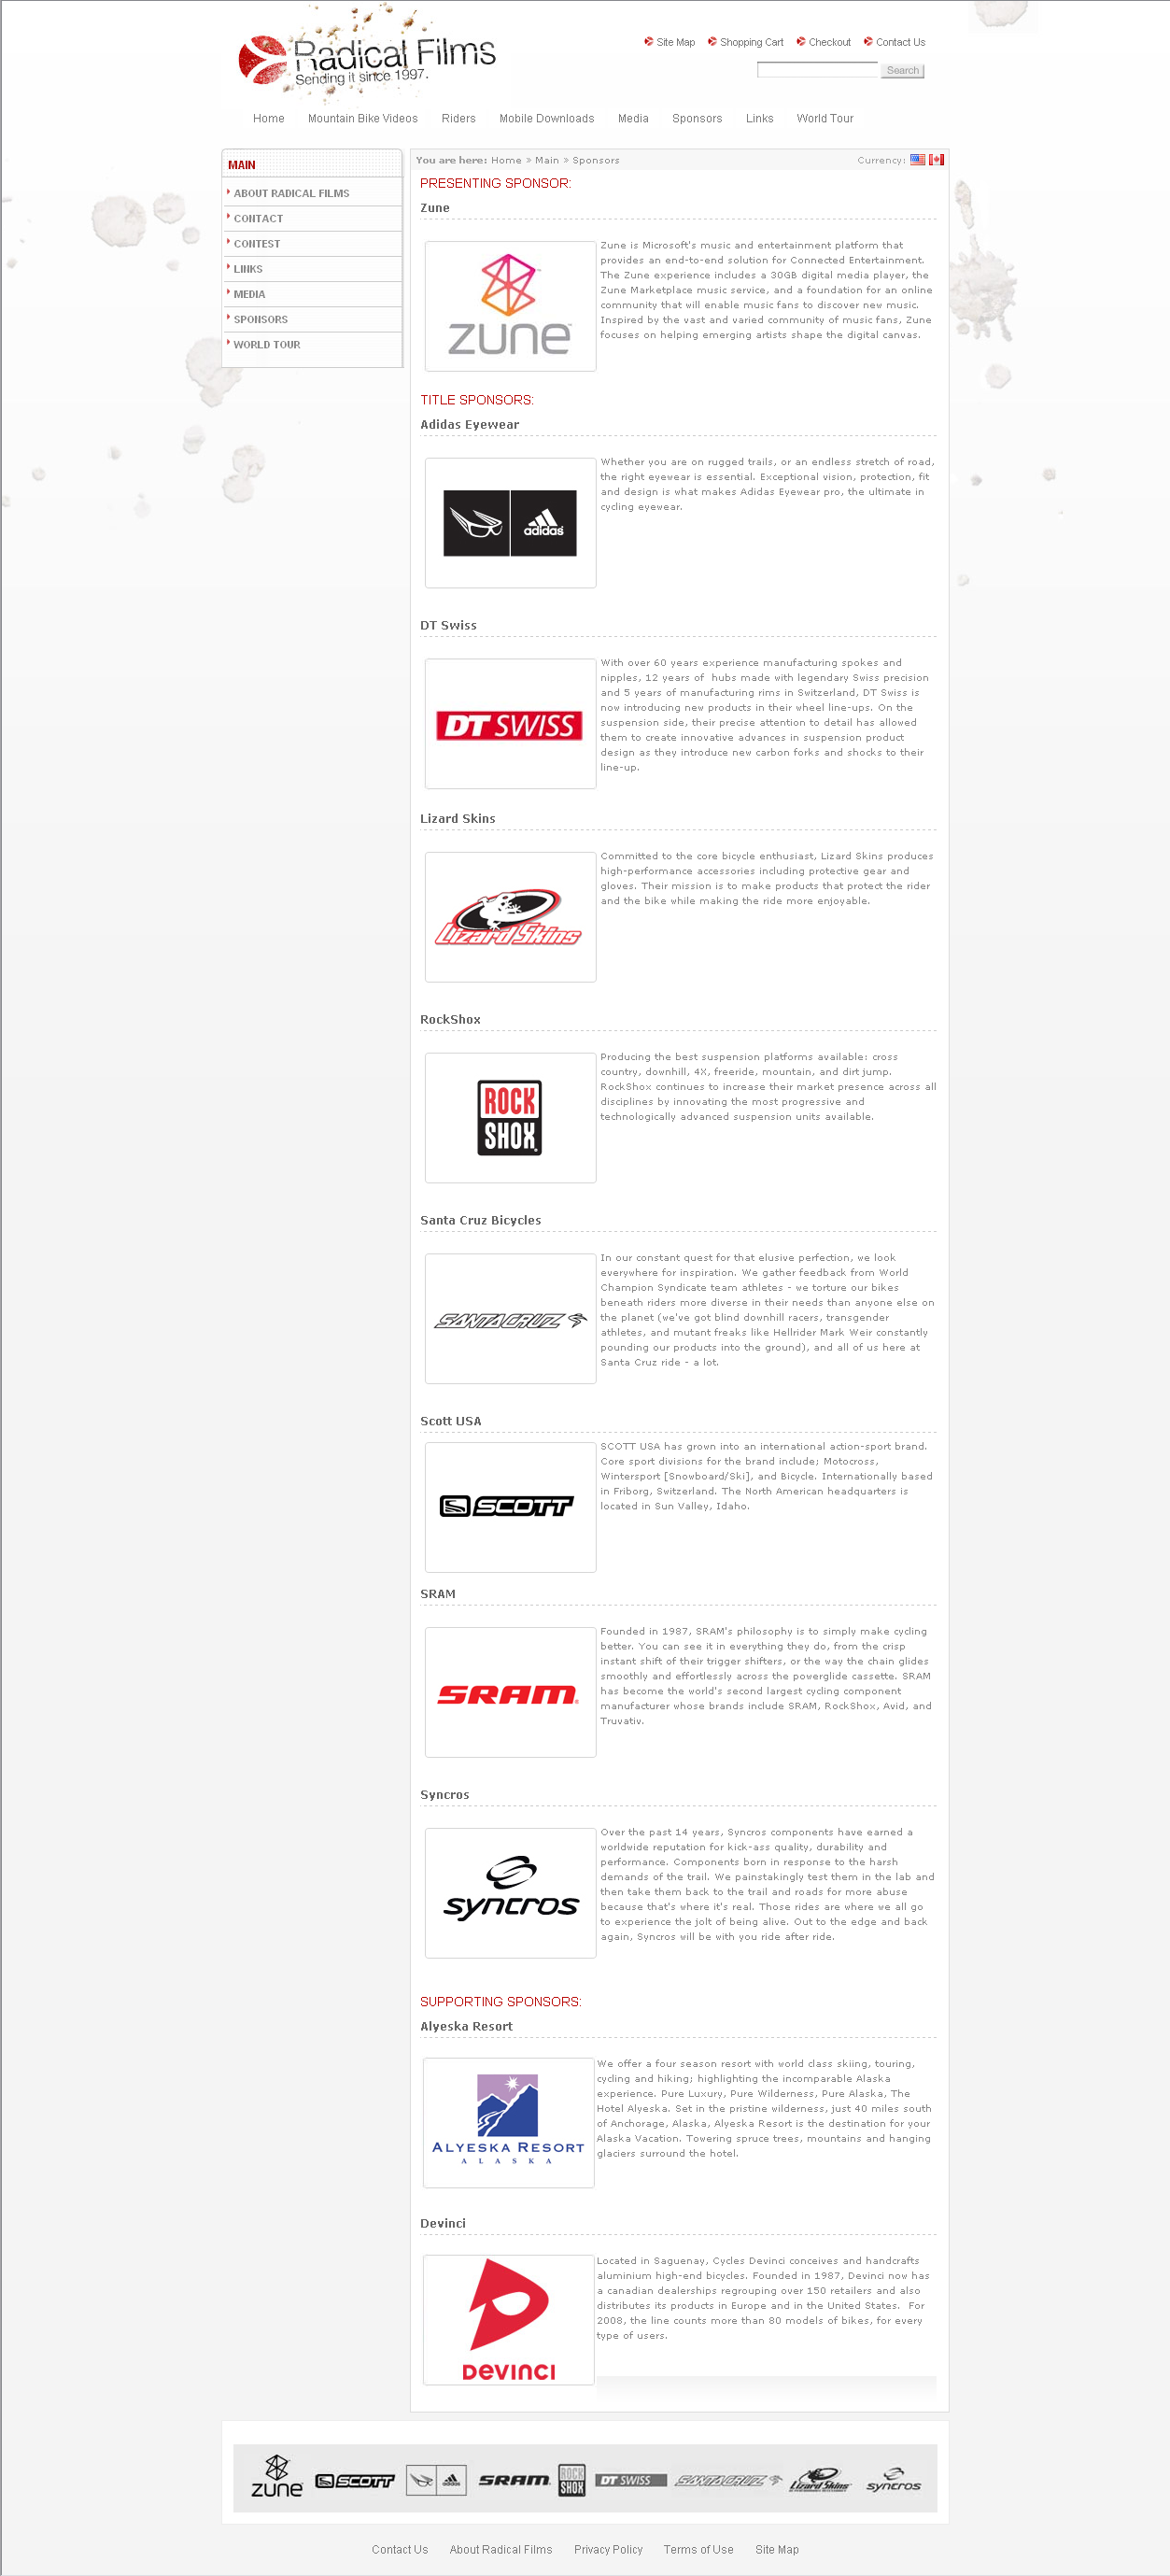 Radical Films
Sending it since 1997.
Site Map Shopping Cart Checkout Contact Us
Search
Home Mountain Bike Videos Riders Mobile Downloads Media Sponsors Links World Tour
MAIN
ABOUT RADICAL FILMS
CONTACT
CONTEST
LINKS
MEDIA
SPONSORS
WORLD TOUR
You are here: Home » Main » Sponsors
Currency:
PRESENTING SPONSOR:
Zune
zune
Zune is Microsoft's music and entertainment platform that
provides an end-to-end solution for Connected Entertainment.
The Zune experience includes a 30GB digital media player, the
Zune Marketplace music service, and a foundation for an online
community that will enable music fans to discover new music.
Inspired by the vast and varied community of music fans, Zune
focuses on helping emerging artists shape the digital canvas.
TITLE SPONSORS:
Adidas Eyewear
adidas
Whether you are on rugged trails, or an endless stretch of road,
the right eyewear is essential. Exceptional vision, protection, fit
and design is what makes Adidas Eyewear pro, the ultimate in
cycling eyewear.
DT Swiss
DT SWISS
With over 60 years experience manufacturing spokes and
nipples, 12 years of  hubs made with legendary Swiss precision
and 5 years of manufacturing rims in Switzerland, DT Swiss is
now introducing new products in their wheel line-ups. On the
suspension side, their precise attention to detail has allowed
them to create innovative advances in suspension product
design as they introduce new carbon forks and shocks to their
line-up.
Lizard Skins
Lizard Skins
Committed to the core bicycle enthusiast, Lizard Skins produces
high-performance accessories including protective gear and
gloves. Their mission is to make products that protect the rider
and the bike while making the ride more enjoyable.
RockShox
ROCK
SHOX
Producing the best suspension platforms available: cross
country, downhill, 4X, freeride, mountain, and dirt jump.
RockShox continues to increase their market presence across all
disciplines by innovating the most progressive and
technologically advanced suspension units available.
Santa Cruz Bicycles
SANTACRUZ
In our constant quest for that elusive perfection, we look
everywhere for inspiration. We gather feedback from World
Champion Syndicate team athletes - we torture our bikes
beneath riders more diverse in their needs than anyone else on
the planet (we've got blind downhill racers, transgender
athletes, and mutant freaks like Hellrider Mark Weir constantly
pounding our products into the ground), and all of us here at
Santa Cruz ride - a lot.
Scott USA
SCOTT
SCOTT USA has grown into an international action-sport brand.
Core sport divisions for the brand include; Motocross,
Wintersport [Snowboard/Ski], and Bicycle. Internationally based
in Friborg, Switzerland. The North American headquarters is
located in Sun Valley, Idaho.
SRAM
SRAM
Founded in 1987, SRAM's philosophy is to simply make cycling
better. You can see it in everything they do, from the crisp
instant shift of their trigger shifters, or the way the chain glides
smoothly and effortlessly across the powerglide cassette. SRAM
has become the world's second largest cycling component
manufacturer whose brands include SRAM, RockShox, Avid, and
Truvativ.
Syncros
syncros
Over the past 14 years, Syncros components have earned a
worldwide reputation for kick-ass quality, durability and
performance. Components born in response to the harsh
demands of the trail. We painstakingly test them in the lab and
then take them back to the trail and roads for more abuse
because that's where it's real. Those rides are where we all go
to experience the jolt of being alive. Out to the edge and back
again, Syncros will be with you ride after ride.
SUPPORTING SPONSORS:
Alyeska Resort
ALYESKA RESORT
ALASKA
We offer a four season resort with world class skiing, touring,
cycling and hiking; highlighting the incomparable Alaska
experience. Pure Luxury, Pure Wilderness, Pure Alaska, The
Hotel Alyeska. Set in the pristine wilderness, just 40 miles south
of Anchorage, Alaska, Alyeska Resort is the destination for your
Alaska Vacation. Towering spruce trees, mountains and hanging
glaciers surround the hotel.
Devinci
DEVINCI
Located in Saguenay, Cycles Devinci conceives and handcrafts
aluminium high-end bicycles. Founded in 1987, Devinci now has
a canadian dealerships regrouping over 150 retailers and also
distributes its products in Europe and in the United States.  For
2008, the line counts more than 80 models of bikes, for every
type of users.
zune SCOTT adidas SRAM ROCK SHOX DT SWISS SANTACRUZ Lizard Skins syncros
Contact Us About Radical Films Privacy Policy Terms of Use Site Map